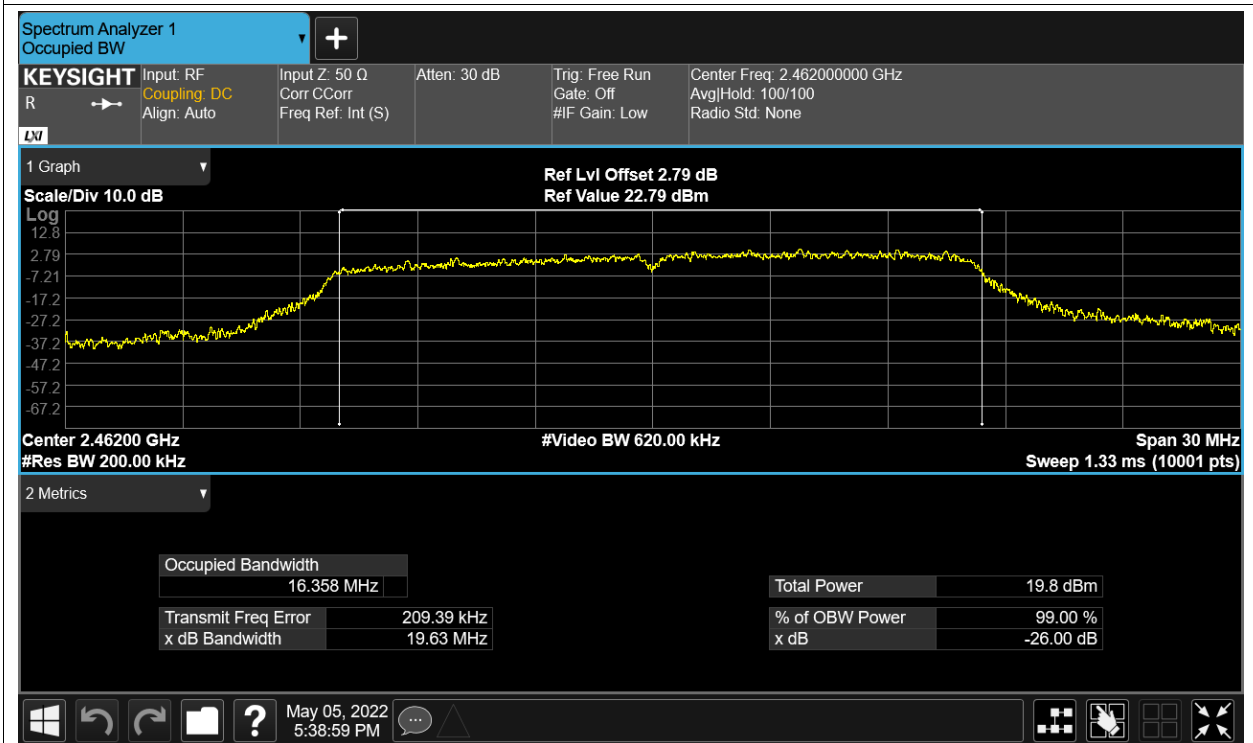 Spectrum Analyzer 1
Occupied BW
KEYSIGHT
R
LXI
Input: RF
Coupling: DC
Align: Auto
Input Z: 50 Ω
Corr CCorr
Freq Ref: Int (S)
Atten: 30 dB
Trig: Free Run
Gate: Off
#IF Gain: Low
Center Freq: 2.462000000 GHz
Avg|Hold: 100/100
Radio Std: None
1 Graph
Scale/Div 10.0 dB
Ref Lvl Offset 2.79 dB
Ref Value 22.79 dBm
Log
12.8
2.79
-7.21
-17.2
-27.2
-37.2
-47.2
-57.2
-67.2
Center 2.46200 GHz
#Video BW 620.00 kHz
Span 30 MHz
#Res BW 200.00 kHz
Sweep 1.33 ms (10001 pts)
2 Metrics
Occupied Bandwidth
16.358 MHz
Total Power 19.8 dBm
Transmit Freq Error 209.39 kHz
% of OBW Power 99.00 %
x dB Bandwidth 19.63 MHz
x dB -26.00 dB
?
May 05, 2022
5:38:59 PM